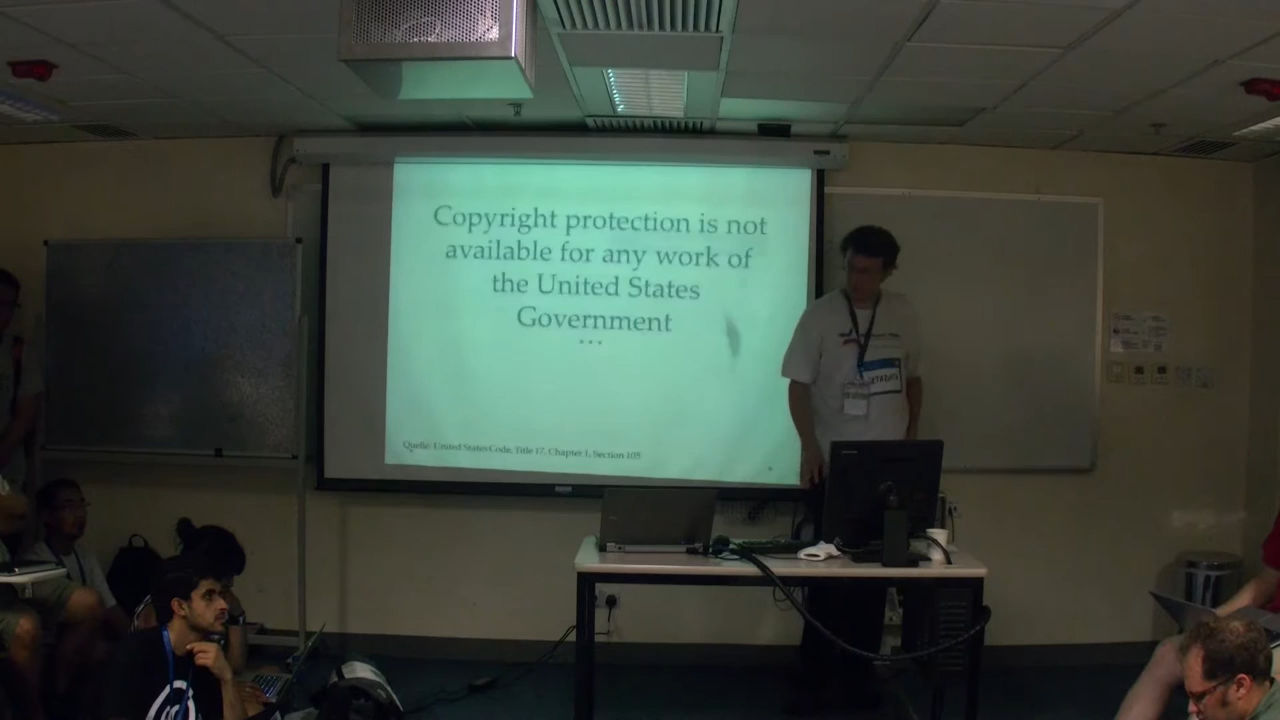 Copyright protection is not
available for any work of
the United States
Government
...
Quelle: United States Code, Title 17, Chapter 1, Section 105